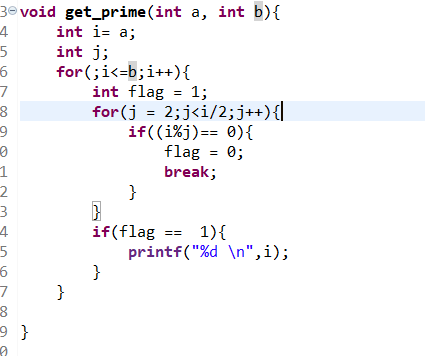 3 void get_prime(int a, int b){
4     int i= a;
5     int j;
6     for(;i<=b;i++){
7         int flag = 1;
8         for(j = 2;j<i/2;j++){
9             if((i%j)== 0){
0                 flag = 0;
1                 break;
2             }
3         }
4         if(flag ==  1){
5             printf("%d \n",i);
6         }
7     }
8
9 }
0